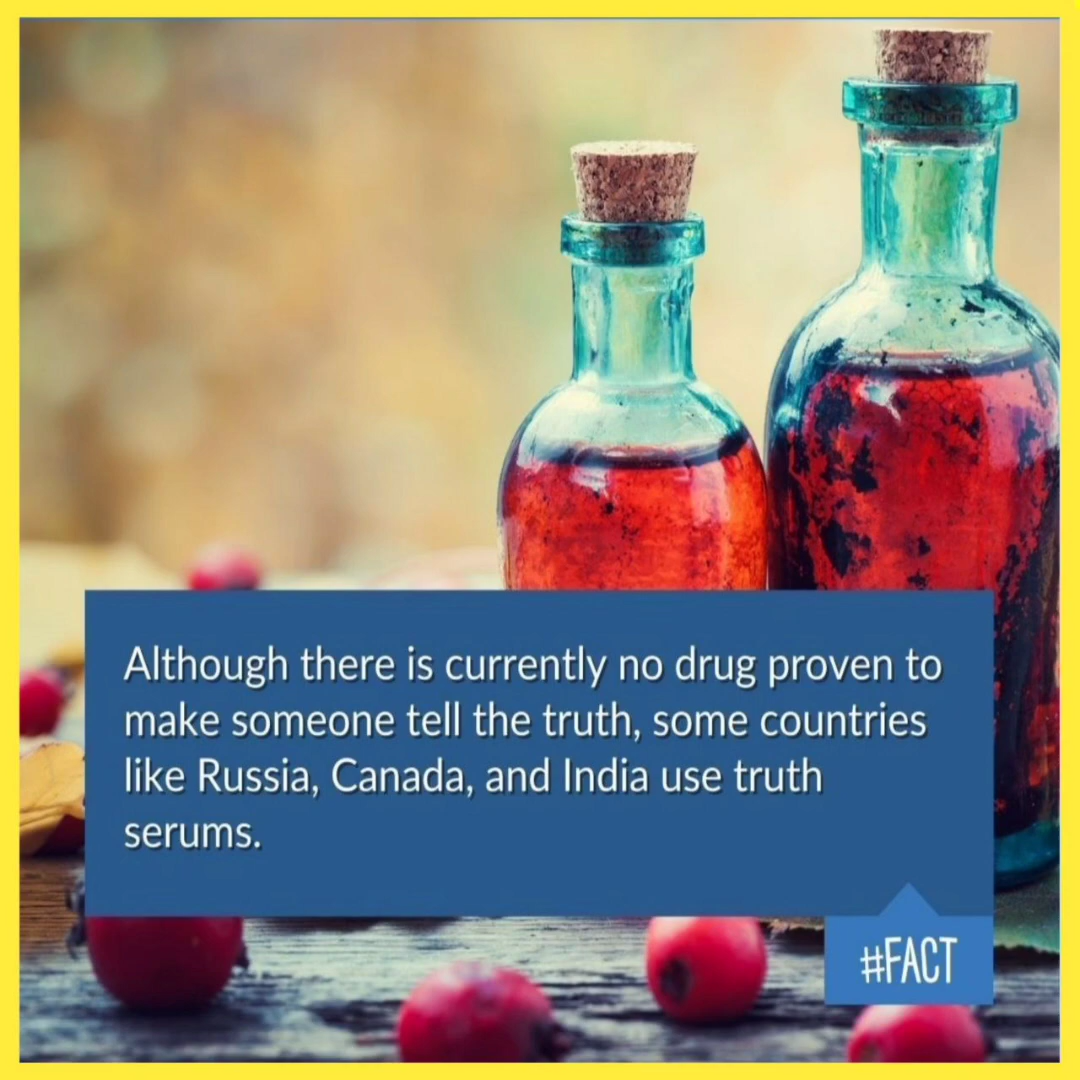 Although there is currently no drug proven to
make someone tell the truth, some countries
like Russia, Canada, and India use truth
serums.
#FACT